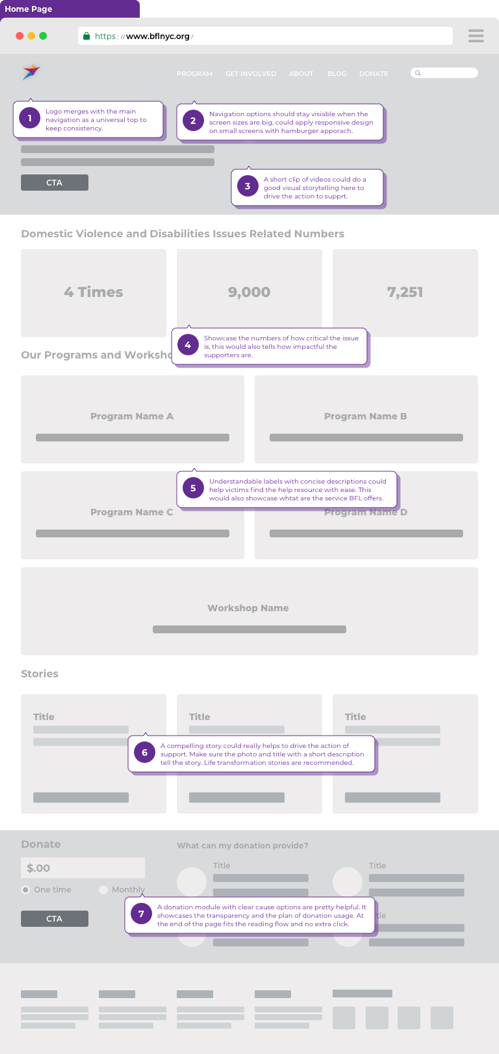 Home Page
https://www.bflnyc.org/
PROGRAM GET INVOLVED ABOUT BLOG DONATE
1
Logo merges with the main
navigation as a universal top to
keep consistency.
2
Navigation options should stay visible when the
screen sizes are big, could apply responsive design
on small screens with hamburger apporach.
3
A short clip of videos could do a
good visual storytelling here to
drive the action to supprt.
CTA
Domestic Violence and Disabilities Issues Related Numbers
4 Times
9,000
7,251
4
Showcase the numbers of how critical the issue
is, this would also tells how impactful the
supporters are.
Our Programs and Worksho
Program Name A
Program Name B
5
Understandable labels with concise descriptions could
help victims find the help resource with ease. This
would also showcase whtat are the service BFL offers.
Program Name C
Program Name D
Workshop Name
Stories
Title
Title
Title
6
A compelling story could really helps to drive the action of
support. Make sure the photo and title with a short description
tell the story. Life transformation stories are recommended.
Donate
$.00
One time
Monthly
CTA
What can my donation provide?
Title
Title
7
A donation module with clear cause options are pretty helpful. It
showcases the transparency and the plan of donation usage. At
the end of the page fits the reading flow and no extra click.